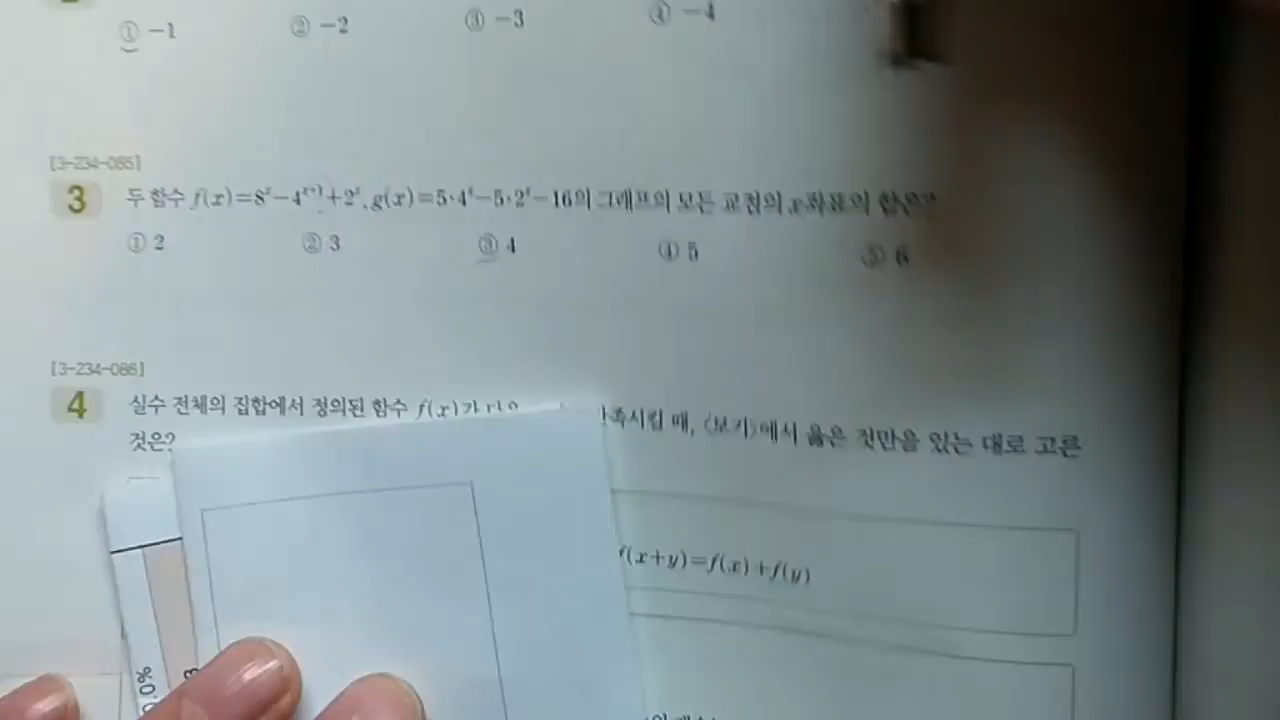 ① -1 ② -2 ③ -3 ④ -4
[3-234-085]
3 두 함수 f(x)=8ˣ-4ˣ⁺¹+2ˣ, g(x)=5·4ˣ-5·2ˣ-16의 그래프의 모든 교점의 x좌표의 합은?
① 2 ② 3 ③ 4 ④ 5 ⑤ 6
[3-234-086]
4 실수 전체의 집합에서 정의된 함수 f(x)가 때, 〈보기〉에서 옳은 것만을 있는 대로 고른
것은?
f(x+y)=f(x)+f(y)